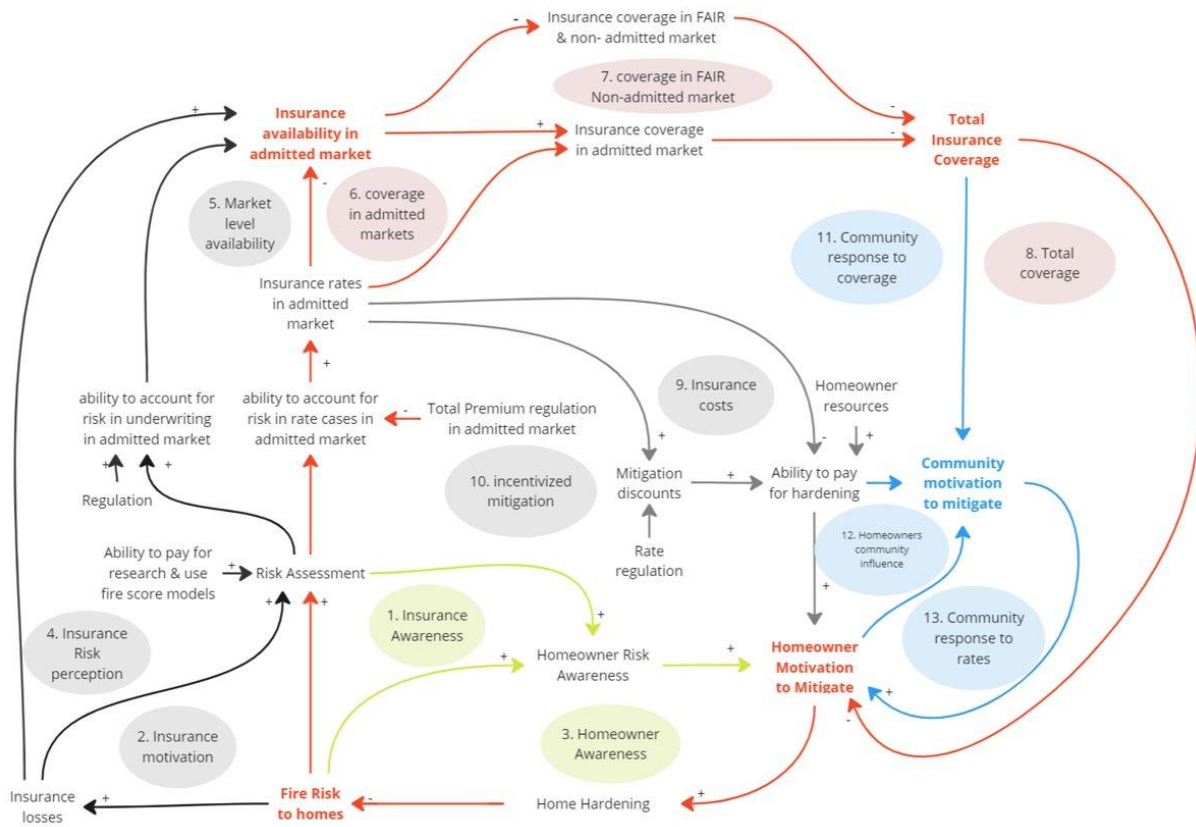 Insurance coverage in FAIR
& non- admitted market
-
-
7. coverage in FAIR
Non-admitted market
+
Insurance
availability in
admitted market
+
+
Insurance coverage
in admitted market
-
Total
Insurance
Coverage
-
5. Market
level
availability
6. coverage
in admitted
markets
11. Community
response to
coverage
8. Total
coverage
Insurance rates
in admitted
market
+
9. Insurance
costs
Homeowner
resources
ability to account for
risk in underwriting
in admitted market
ability to account for
risk in rate cases in
admitted market
-
Total Premium regulation
in admitted market
+
-
+
+
+
Regulation
10. incentivized
mitigation
Mitigation
discounts
+
Ability to pay
for hardening
Community
motivation
to mitigate
12. Homeowners
community
influence
Ability to pay for
research & use
fire score models
+
Risk Assessment
Rate
regulation
+
+
+
+
1. Insurance
Awareness
13. Community
response to
rates
4. Insurance
Risk
perception
+
Homeowner Risk
Awareness
+
Homeowner
Motivation
to Mitigate
+
-
2. Insurance
motivation
3. Homeowner
Awareness
Insurance
losses
+
Fire Risk
to homes
-
Home Hardening
+